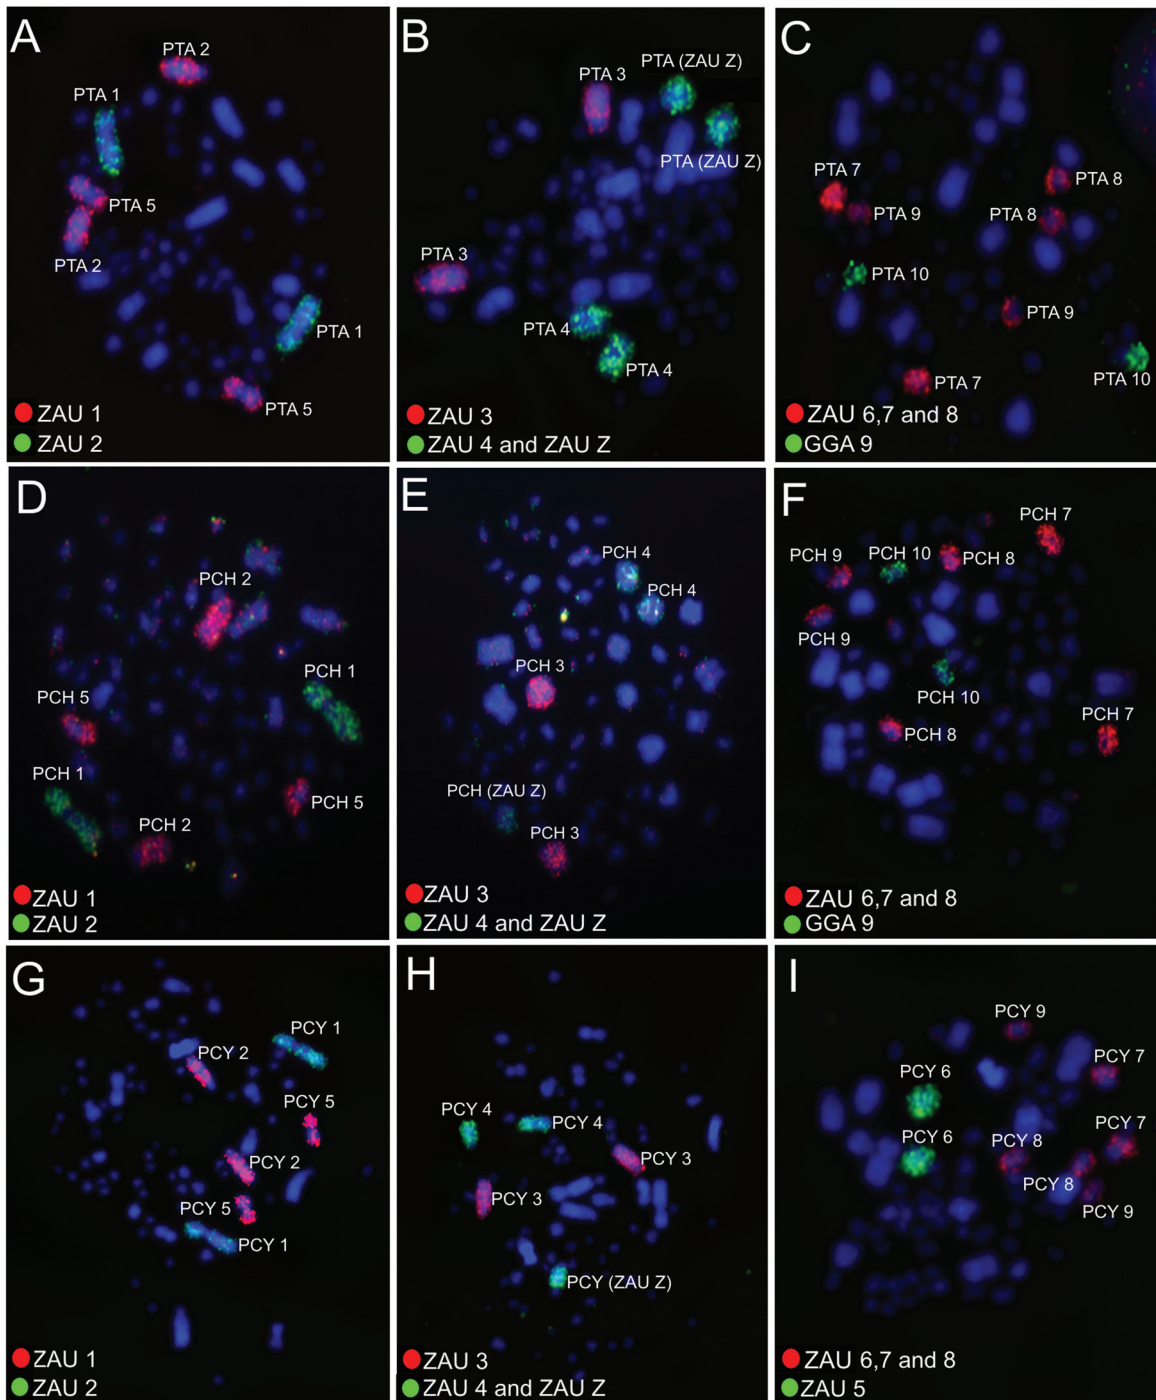 A
PTA 2
PTA 1
PTA 5
PTA 2
PTA 1
PTA 5
ZAU 1
ZAU 2
B
PTA 3
PTA (ZAU Z)
PTA (ZAU Z)
PTA 3
PTA 4
PTA 4
ZAU 3
ZAU 4 and ZAU Z
C
PTA 7
PTA 8
PTA 9
PTA 8
PTA 10
PTA 9
PTA 7
PTA 10
ZAU 6,7 and 8
GGA 9
D
PCH 2
PCH 1
PCH 5
PCH 1
PCH 5
PCH 2
ZAU 1
ZAU 2
E
PCH 4
PCH 4
PCH 3
PCH (ZAU Z)
PCH 3
ZAU 3
ZAU 4 and ZAU Z
F
PCH 7
PCH 9
PCH 10
PCH 8
PCH 9
PCH 10
PCH 7
PCH 8
ZAU 6,7 and 8
GGA 9
G
PCY 1
PCY 2
PCY 5
PCY 2
PCY 5
PCY 1
ZAU 1
ZAU 2
H
PCY 4
PCY 4
PCY 3
PCY 3
PCY (ZAU Z)
ZAU 3
ZAU 4 and ZAU Z
I
PCY 9
PCY 7
PCY 6
PCY 7
PCY 6
PCY 8
PCY 8
PCY 9
ZAU 6,7 and 8
ZAU 5